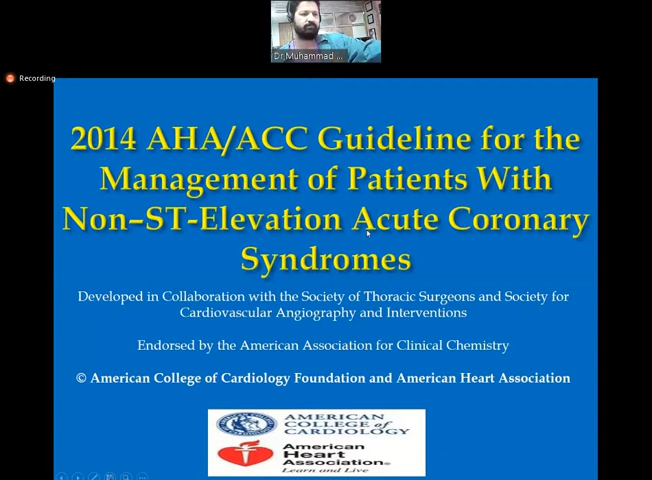 Dr,Muhammad ...
Recording
2014 AHA/ACC Guideline for the
Management of Patients With
Non–ST-Elevation Acute Coronary
Syndromes
Developed in Collaboration with the Society of Thoracic Surgeons and Society for
Cardiovascular Angiography and Interventions
Endorsed by the American Association for Clinical Chemistry
© American College of Cardiology Foundation and American Heart Association
AMERICAN
COLLEGE of
CARDIOLOGY
American
Heart
Association®
Learn and Live